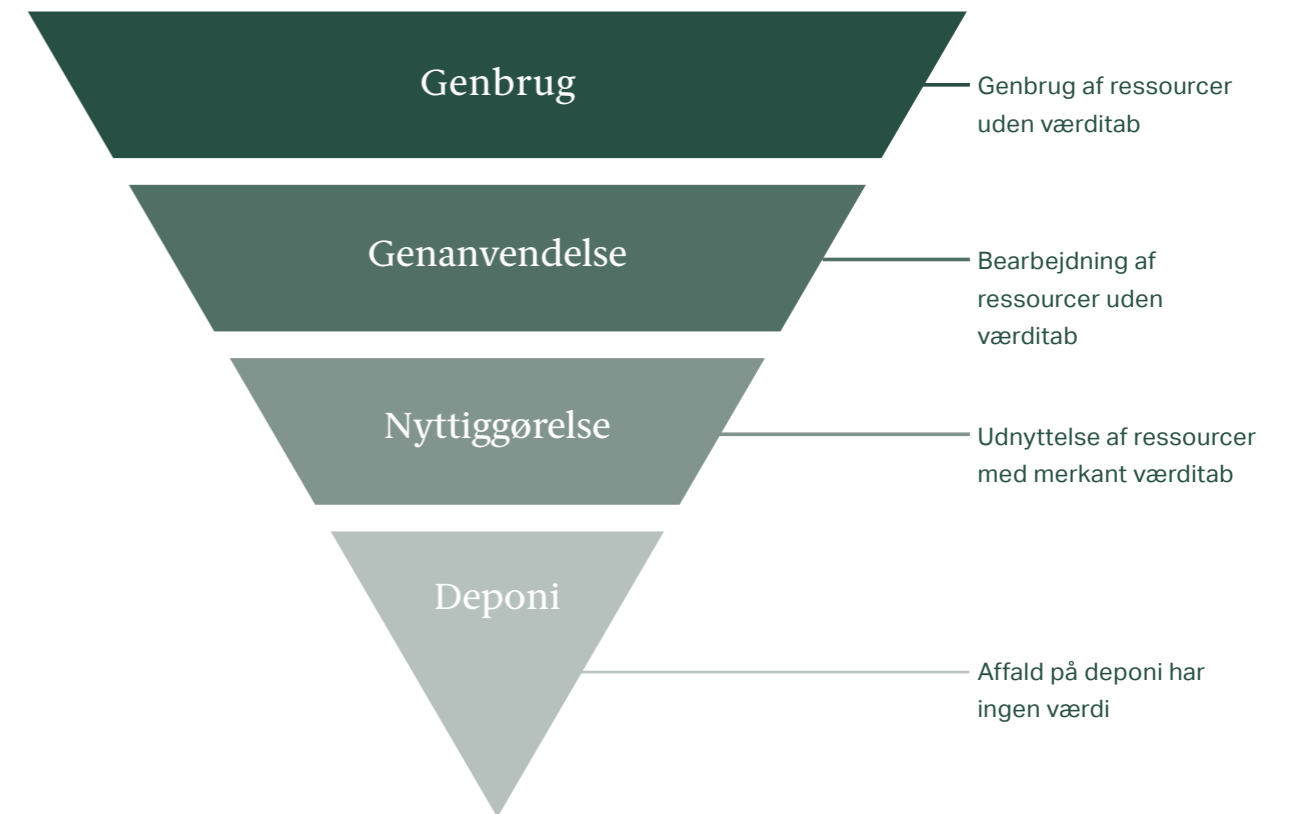 Genbrug
Genbrug af ressourcer
uden værditab
Genanvendelse
Bearbejdning af
ressourcer uden
værditab
Nyttiggørelse
Udnyttelse af ressourcer
med merkant værditab
Deponi
Affald på deponi har
ingen værdi